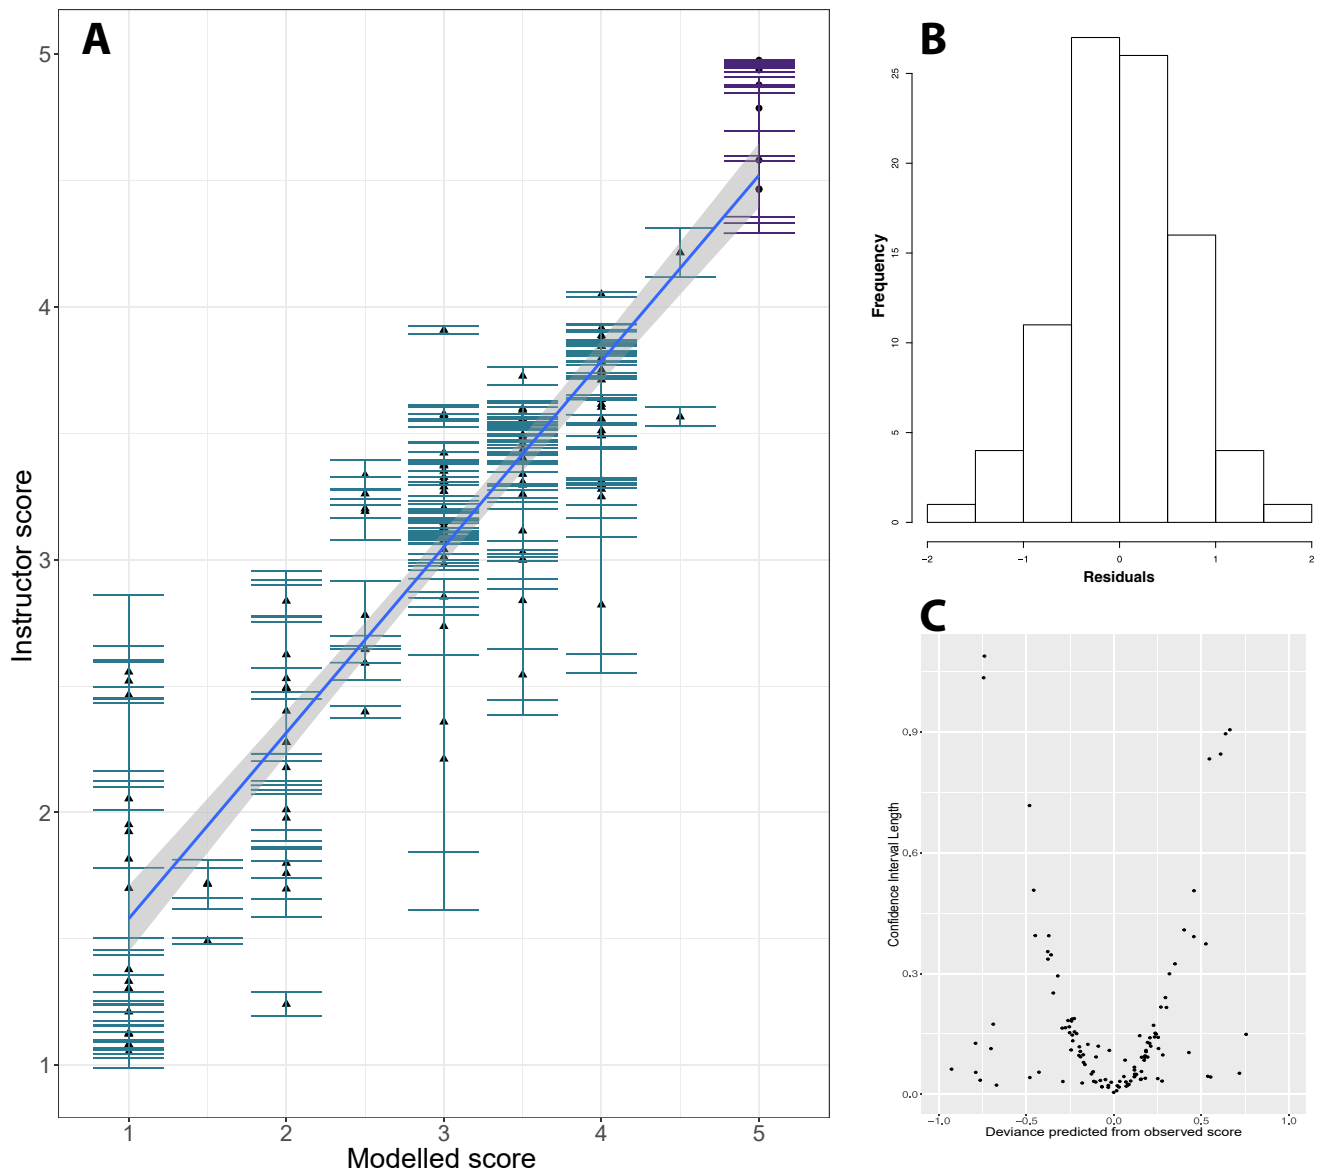 A
5
4
3
2
1
Instructor score
1 2 3 4 5
Modelled score
B
25
20
15
10
5
0
Frequency
−2 −1 0 1 2
Residuals
C
0.9
0.6
0.3
0.0
Confidence Interval Length
−1.0 −0.5 0.0 0.5 1.0
Deviance predicted from observed score